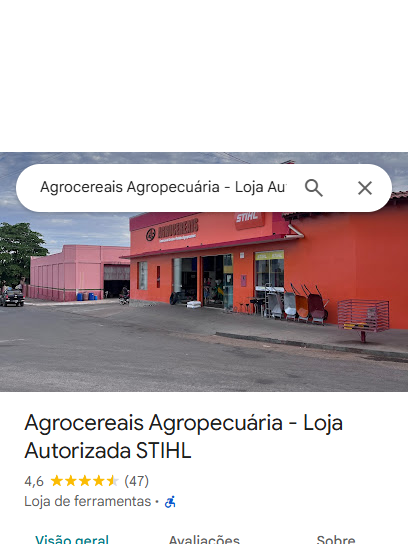 Agrocereais Agropecuária - Loja Au
AGROCEREAIS
STIHL
Agrocereais Agropecuária - Loja
Autorizada STIHL
4,6 (47)
Loja de ferramentas ·
Visão geral Avaliações Sobre